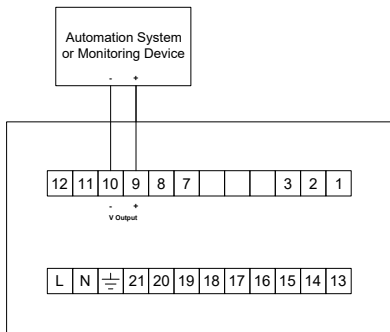 Automation System
or Monitoring Device
- +
12 11 10 9 8 7 3 2 1
- +
V Output
L N 21 20 19 18 17 16 15 14 13